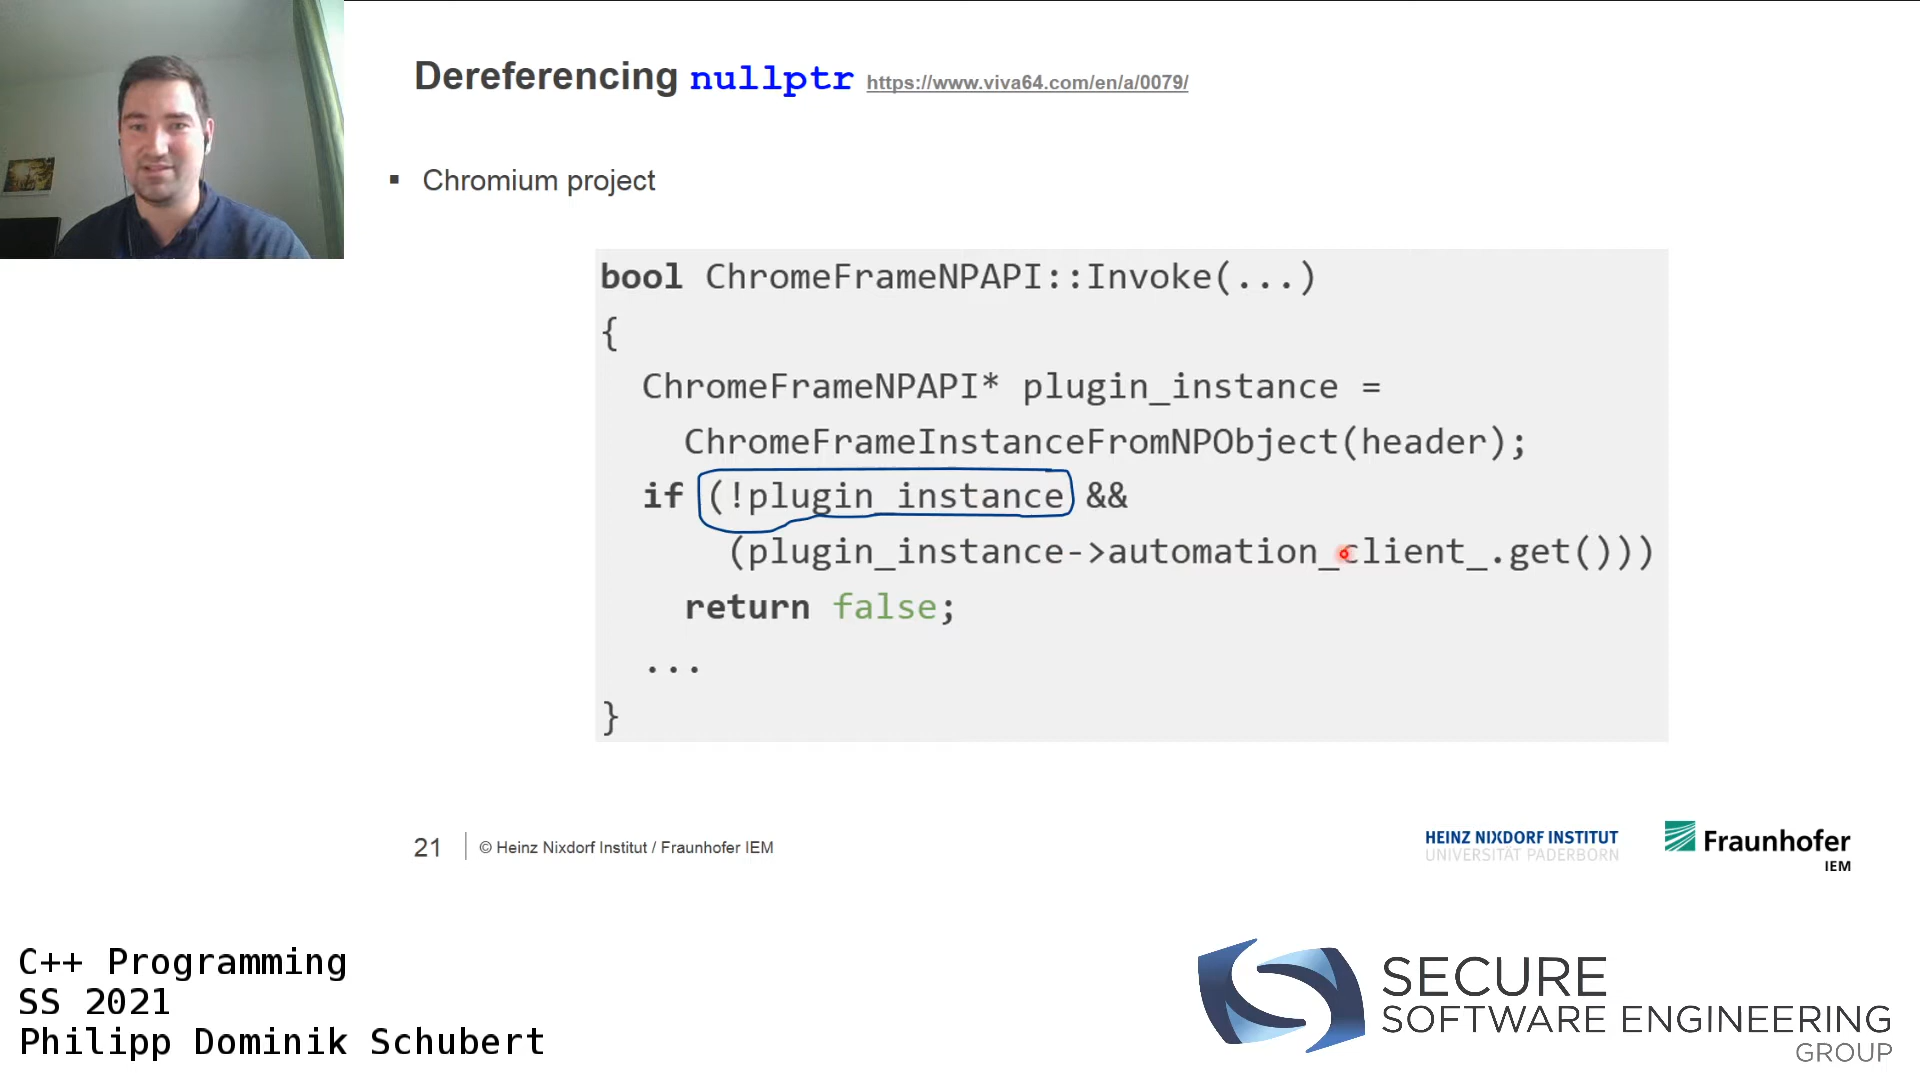 Dereferencing nullptr https://www.viva64.com/en/a/0079/
▪ Chromium project
bool ChromeFrameNPAPI::Invoke(...)
{
ChromeFrameNPAPI* plugin_instance =
ChromeFrameInstanceFromNPObject(header);
if (!plugin_instance &&
(plugin_instance->automation_client_.get()))
return false;
...
}
21 © Heinz Nixdorf Institut / Fraunhofer IEM
HEINZ NIXDORF INSTITUT
UNIVERSITÄT PADERBORN
Fraunhofer
IEM
C++ Programming
SS 2021
Philipp Dominik Schubert
SECURE
SOFTWARE ENGINEERING
GROUP